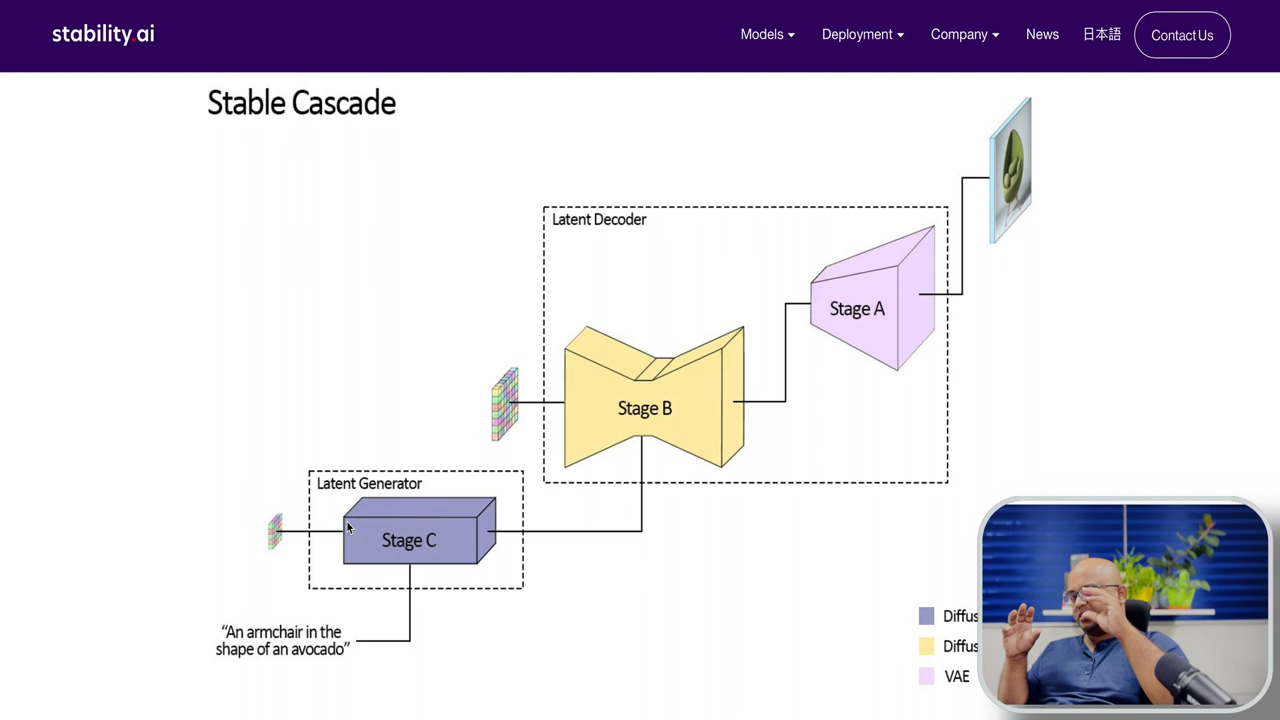 stability.ai
Models
Deployment
Company
News
日本語
Contact Us
Stable Cascade
Latent Decoder
Stage A
Stage B
Latent Generator
Stage C
“An armchair in the
shape of an avocado”
VAE